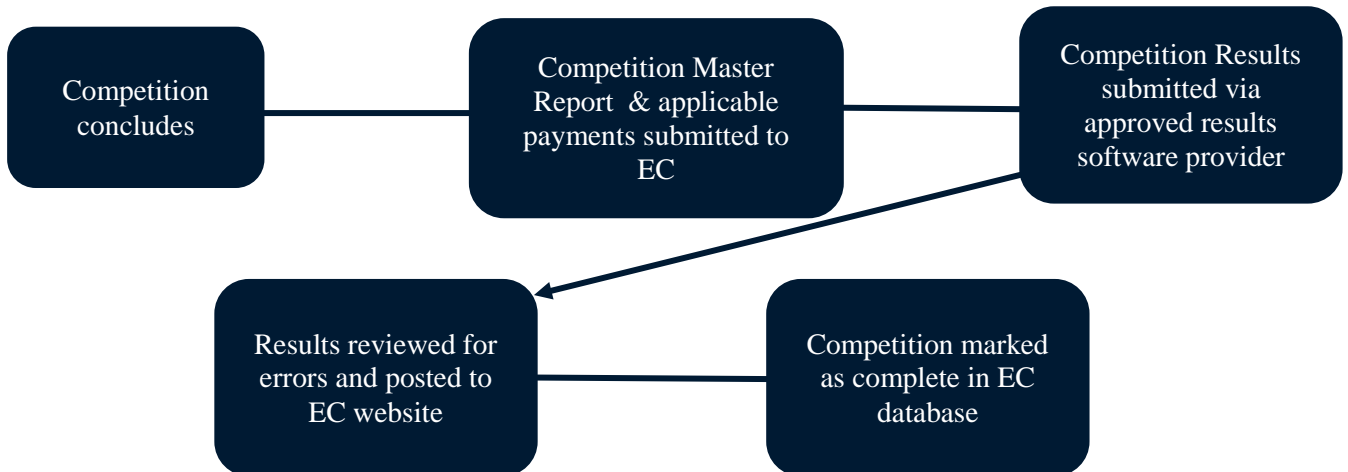 Competition
concludes
Competition Master
Report & applicable
payments submitted to
EC
Competition Results
submitted via
approved results
software provider
Results reviewed for
errors and posted to
EC website
Competition marked
as complete in EC
database